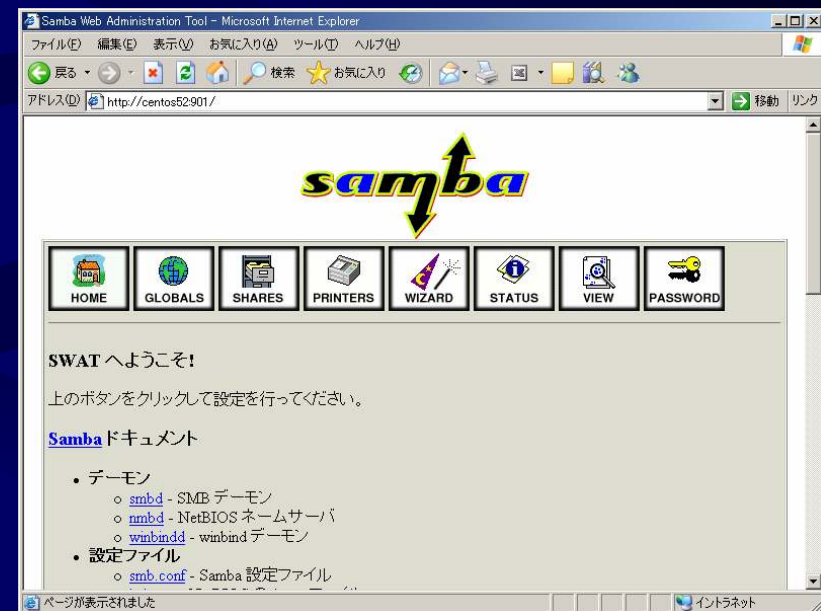 Samba Web Administration Tool - Microsoft Internet Explorer
ファイル(F) 編集(E) 表示(V) お気に入り(A) ツール(T) ヘルプ(H)
戻る 検索 お気に入り
アドレス(D) http://centos52:901/ 移動 リンク
samba
HOME GLOBALS SHARES PRINTERS WIZARD STATUS VIEW PASSWORD
SWAT へようこそ!
上のボタンをクリックして設定を行ってください。
Sambaドキュメント
デーモン
smbd - SMB デーモン
nmbd - NetBIOS ネームサーバ
winbindd - winbind デーモン
設定ファイル
smb.conf - Samba 設定ファイル
ページが表示されました イントラネット